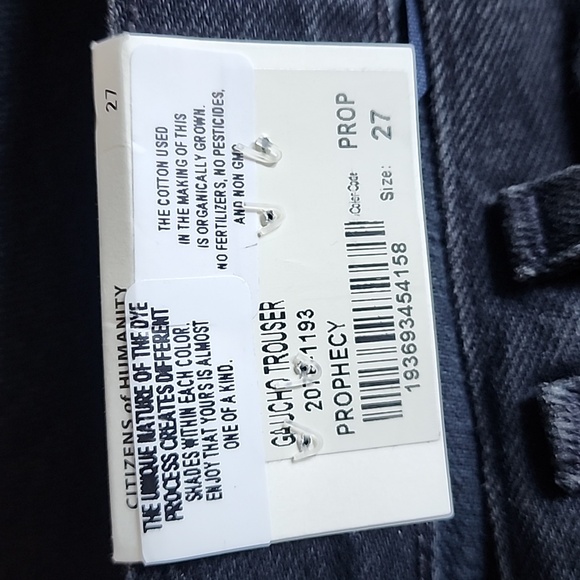 27
CITIZENS of HUMANITY
THE COTTON USED
IN THE MAKING OF THIS
IS ORGANICALLY GROWN.
NO FERTILIZERS, NO PESTICIDES,
AND NON GMO
THE UNIQUE NATURE OF THE DYE
PROCESS CREATES DIFFERENT
SHADES WITHIN EACH COLOR.
ENJOY THAT YOURS IS ALMOST
ONE OF A KIND.
GAUCHO TROUSER
1193
PROPHECY
193693454158
Color Code PROP
Size: 27